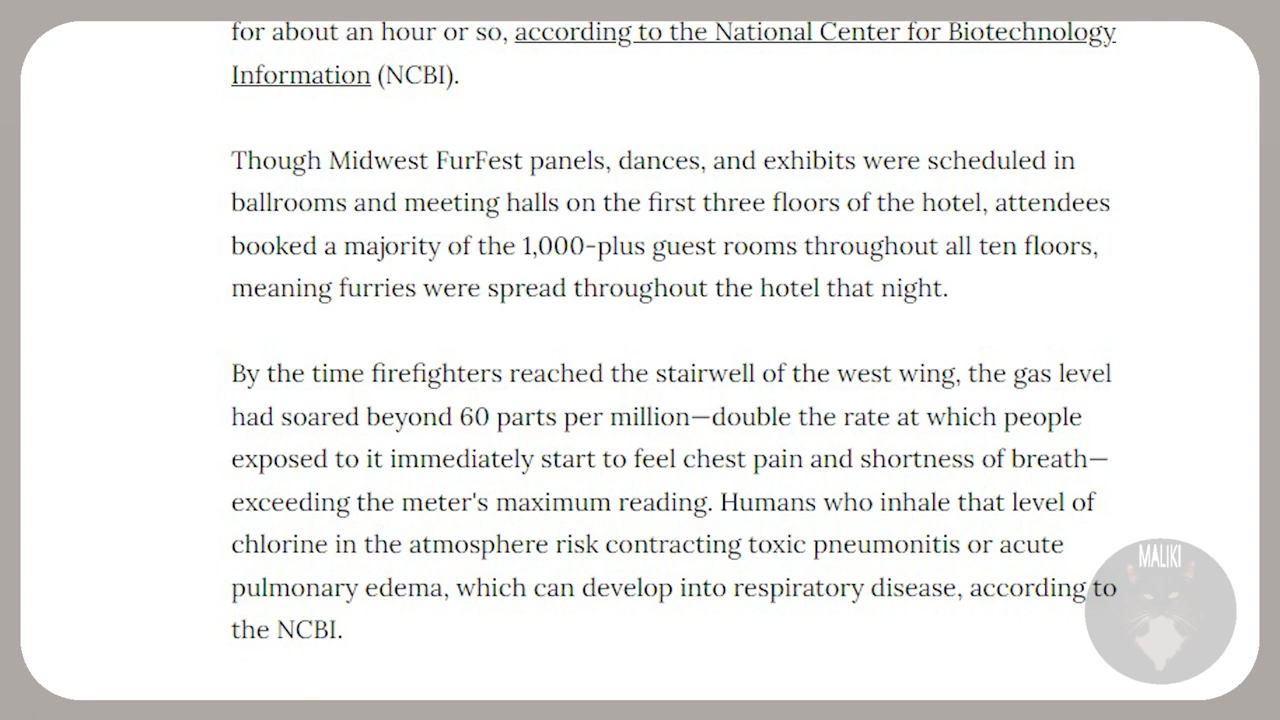 for about an hour or so, according to the National Center for Biotechnology
Information (NCBI).
Though Midwest FurFest panels, dances, and exhibits were scheduled in
ballrooms and meeting halls on the first three floors of the hotel, attendees
booked a majority of the 1,000-plus guest rooms throughout all ten floors,
meaning furries were spread throughout the hotel that night.
By the time firefighters reached the stairwell of the west wing, the gas level
had soared beyond 60 parts per million—double the rate at which people
exposed to it immediately start to feel chest pain and shortness of breath—
exceeding the meter's maximum reading. Humans who inhale that level of
chlorine in the atmosphere risk contracting toxic pneumonitis or acute
pulmonary edema, which can develop into respiratory disease, according to
the NCBI.
MALIKI